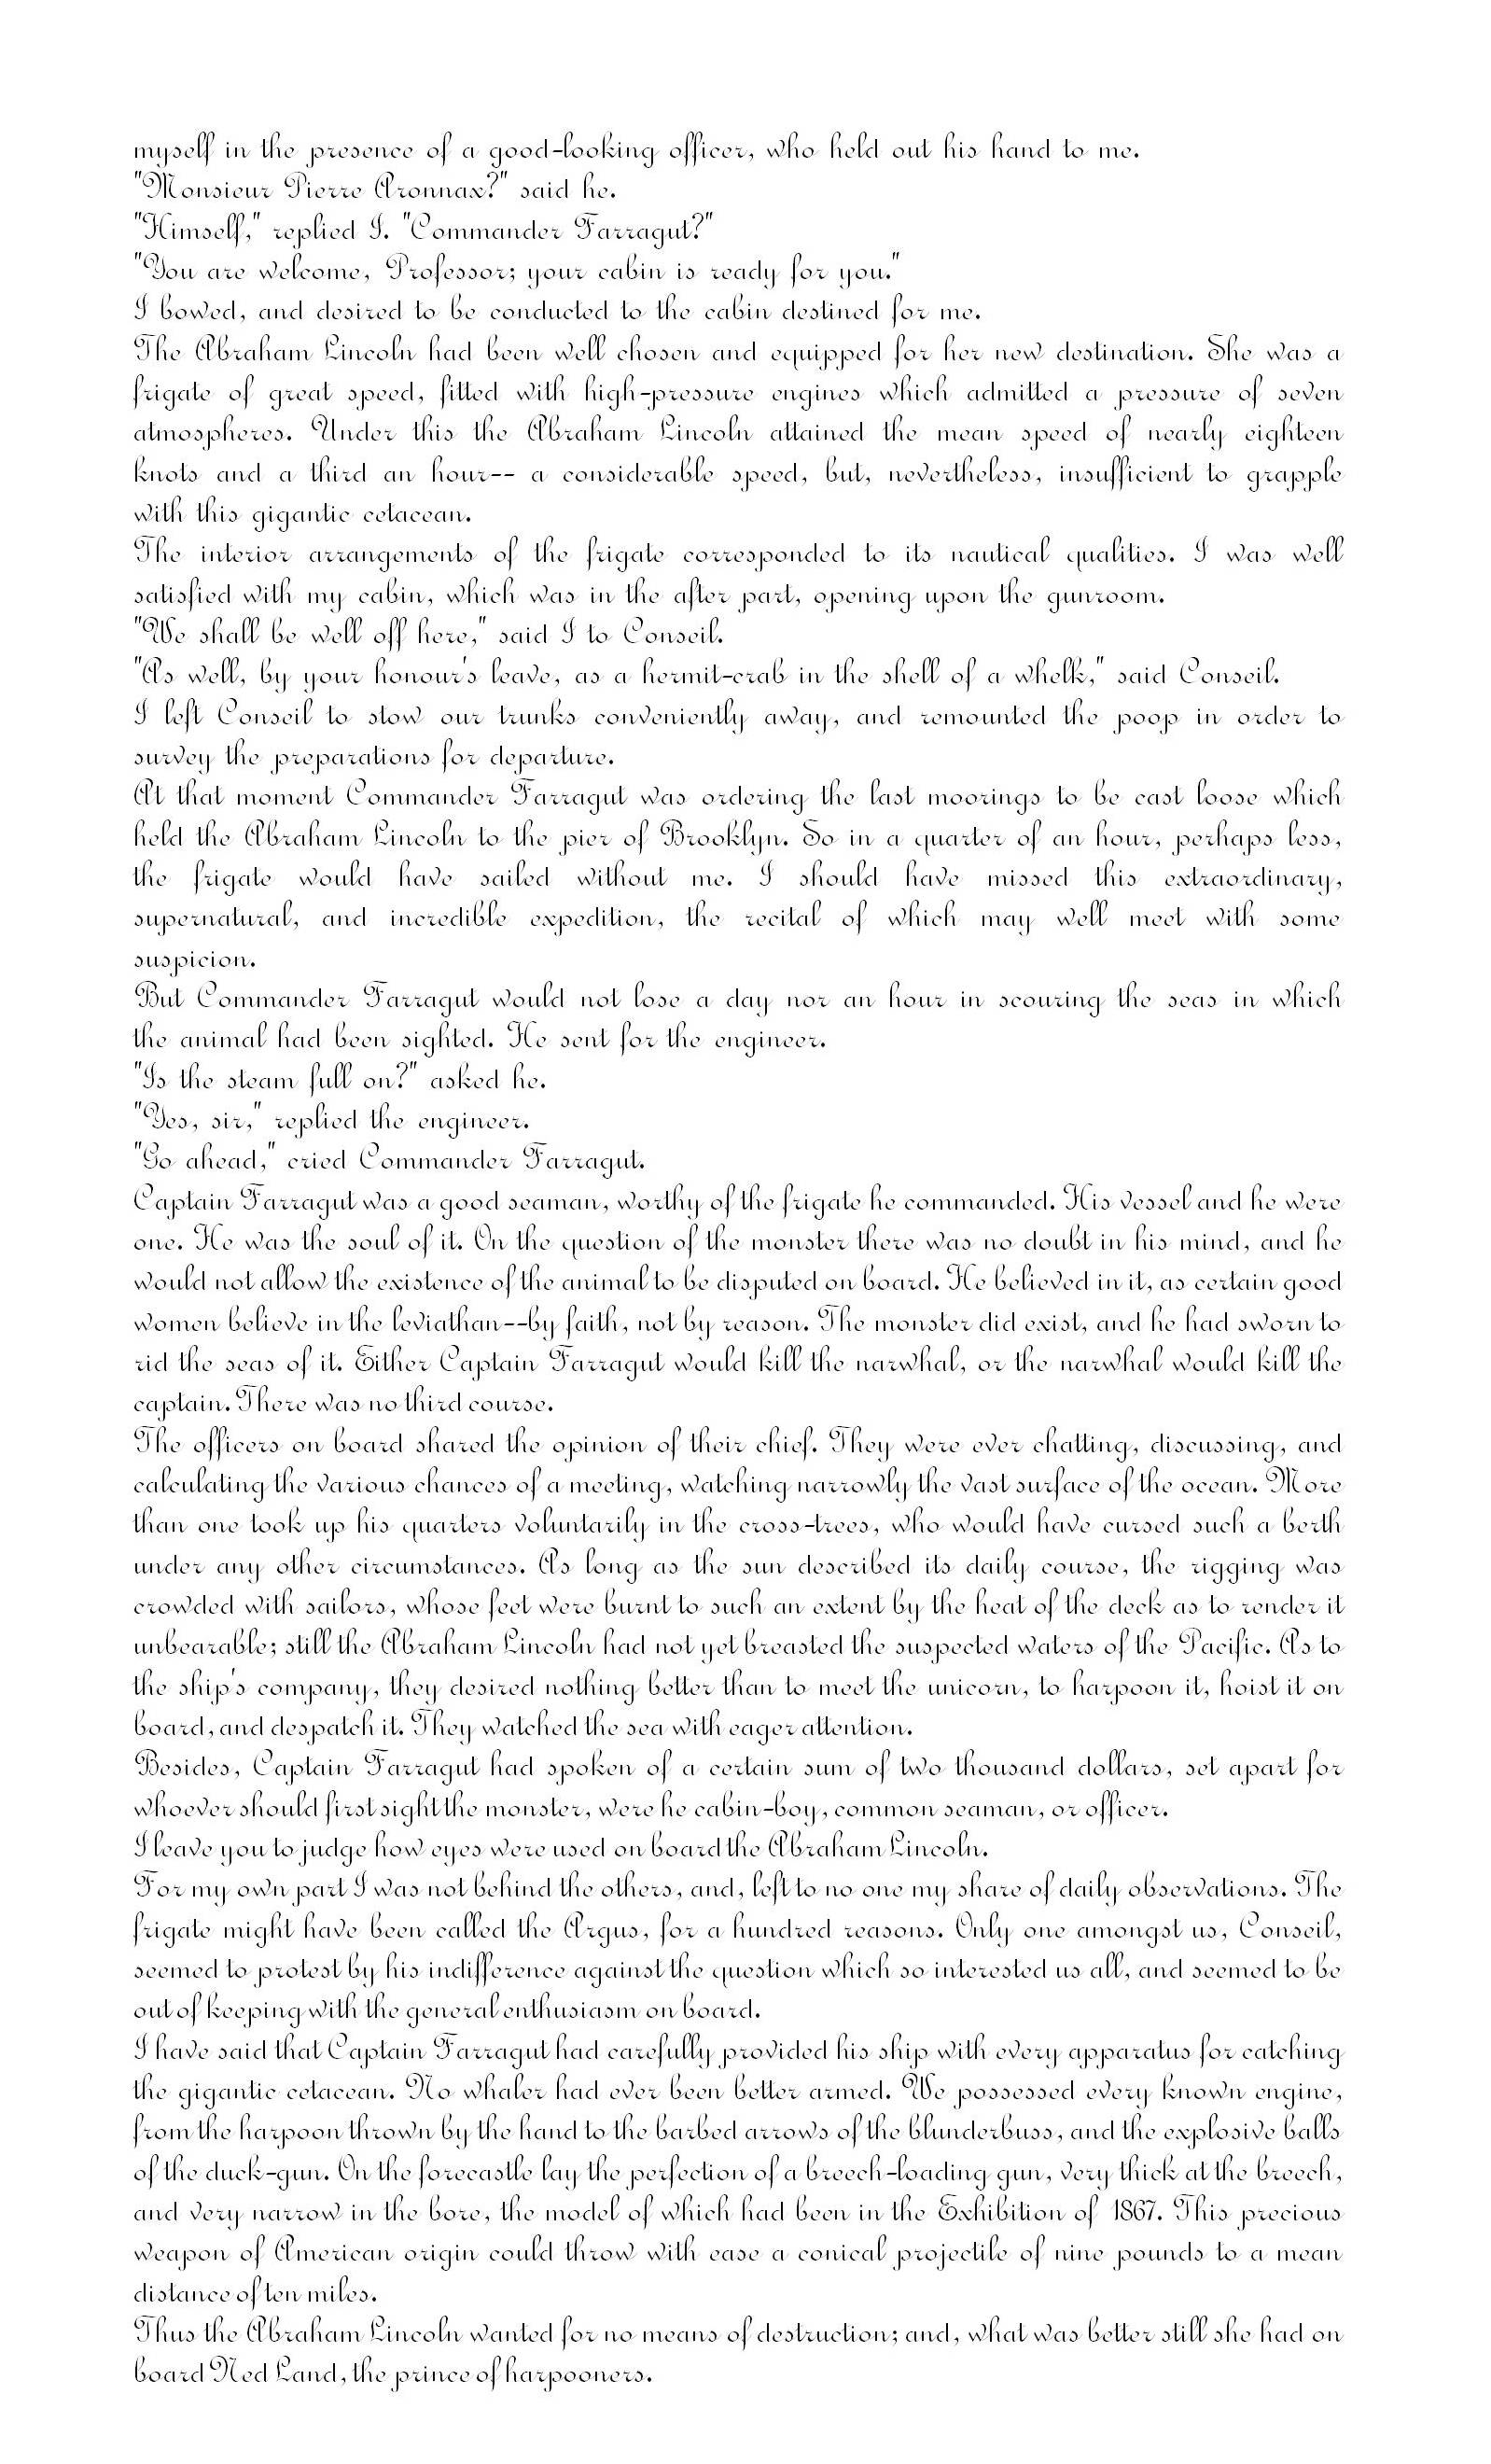 myself in the presence of a good-looking officer, who held out his hand to me.
"Monsieur Pierre Aronnax?" said he.
"Himself," replied I. "Commander Farragut?"
"You are welcome, Professor; your cabin is ready for you."
I bowed, and desired to be conducted to the cabin destined for me.
The Abraham Lincoln had been well chosen and equipped for her new destination. She was a
frigate of great speed, fitted with high-pressure engines which admitted a pressure of seven
atmospheres. Under this the Abraham Lincoln attained the mean speed of nearly eighteen
knots and a third an hour-- a considerable speed, but, nevertheless, insufficient to grapple
with this gigantic cetacean.
The interior arrangements of the frigate corresponded to its nautical qualities. I was well
satisfied with my cabin, which was in the after part, opening upon the gunroom.
"We shall be well off here," said I to Conseil.
"As well, by your honour's leave, as a hermit-crab in the shell of a whelk," said Conseil.
I left Conseil to stow our trunks conveniently away, and remounted the poop in order to
survey the preparations for departure.
At that moment Commander Farragut was ordering the last moorings to be cast loose which
held the Abraham Lincoln to the pier of Brooklyn. So in a quarter of an hour, perhaps less,
the frigate would have sailed without me. I should have missed this extraordinary,
supernatural, and incredible expedition, the recital of which may well meet with some
suspicion.
But Commander Farragut would not lose a day nor an hour in scouring the seas in which
the animal had been sighted. He sent for the engineer.
"Is the steam full on?" asked he.
"Yes, sir," replied the engineer.
"Go ahead," cried Commander Farragut.
Captain Farragut was a good seaman, worthy of the frigate he commanded. His vessel and he were
one. He was the soul of it. On the question of the monster there was no doubt in his mind, and he
would not allow the existence of the animal to be disputed on board. He believed in it, as certain good
women believe in the leviathan--by faith, not by reason. The monster did exist, and he had sworn to
rid the seas of it. Either Captain Farragut would kill the narwhal, or the narwhal would kill the
captain. There was no third course.
The officers on board shared the opinion of their chief. They were ever chatting, discussing, and
calculating the various chances of a meeting, watching narrowly the vast surface of the ocean. More
than one took up his quarters voluntarily in the cross-trees, who would have cursed such a berth
under any other circumstances. As long as the sun described its daily course, the rigging was
crowded with sailors, whose feet were burnt to such an extent by the heat of the deck as to render it
unbearable; still the Abraham Lincoln had not yet breasted the suspected waters of the Pacific. As to
the ship's company, they desired nothing better than to meet the unicorn, to harpoon it, hoist it on
board, and despatch it. They watched the sea with eager attention.
Besides, Captain Farragut had spoken of a certain sum of two thousand dollars, set apart for
whoever should first sight the monster, were he cabin-boy, common seaman, or officer.
I leave you to judge how eyes were used on board the Abraham Lincoln.
For my own part I was not behind the others, and, left to no one my share of daily observations. The
frigate might have been called the Argus, for a hundred reasons. Only one amongst us, Conseil,
seemed to protest by his indifference against the question which so interested us all, and seemed to be
out of keeping with the general enthusiasm on board.
I have said that Captain Farragut had carefully provided his ship with every apparatus for catching
the gigantic cetacean. No whaler had ever been better armed. We possessed every known engine,
from the harpoon thrown by the hand to the barbed arrows of the blunderbuss, and the explosive balls
of the duck-gun. On the forecastle lay the perfection of a breech-loading gun, very thick at the breech,
and very narrow in the bore, the model of which had been in the Exhibition of 1867. This precious
weapon of American origin could throw with ease a conical projectile of nine pounds to a mean
distance of ten miles.
Thus the Abraham Lincoln wanted for no means of destruction; and, what was better still she had on
board Ned Land, the prince of harpooners.